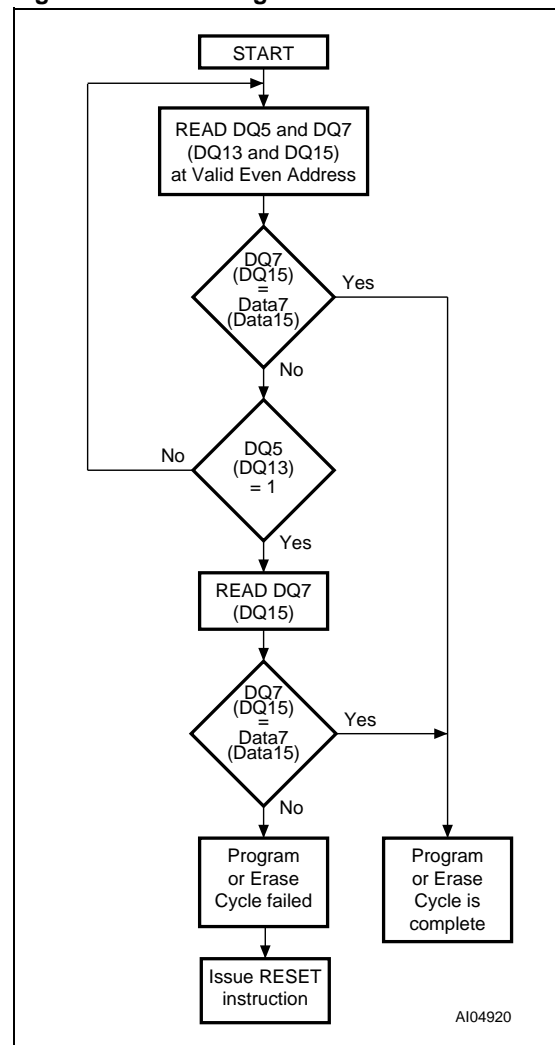 START
READ DQ5 and DQ7
(DQ13 and DQ15)
at Valid Even Address
DQ7
(DQ15)
=
Data7
(Data15)
Yes
No
DQ5
(DQ13)
= 1
No
Yes
READ DQ7
(DQ15)
DQ7
(DQ15)
=
Data7
(Data15)
Yes
No
Program
or Erase
Cycle failed
Program
or Erase
Cycle is
complete
Issue RESET
instruction
AI04920